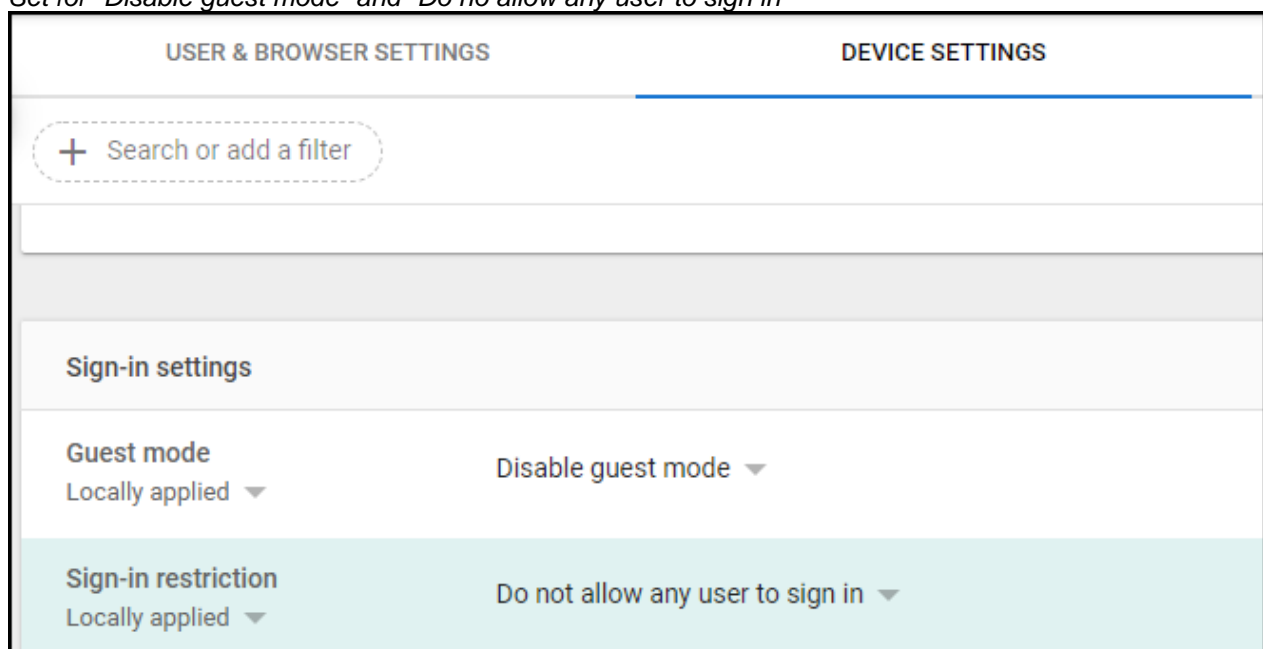 Set for "Disable guest mode" and "Do no allow any user to sign in"
USER & BROWSER SETTINGS
DEVICE SETTINGS
+ Search or add a filter
Sign-in settings
Guest mode
Locally applied
Disable guest mode
Sign-in restriction
Locally applied
Do not allow any user to sign in